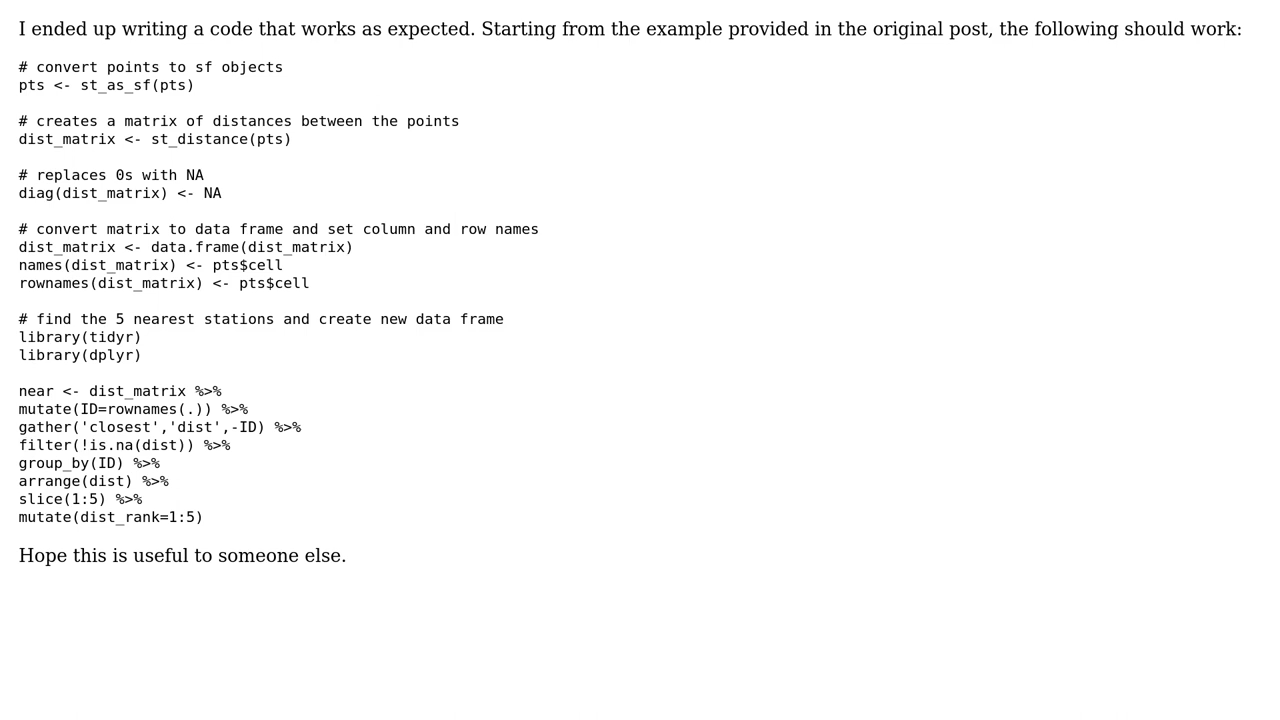 I ended up writing a code that works as expected. Starting from the example provided in the original post, the following should work:
# convert points to sf objects
pts <- st_as_sf(pts)
# creates a matrix of distances between the points
dist_matrix <- st_distance(pts)
# replaces 0s with NA
diag(dist_matrix) <- NA
# convert matrix to data frame and set column and row names
dist_matrix <- data.frame(dist_matrix)
names(dist_matrix) <- pts$cell
rownames(dist_matrix) <- pts$cell
# find the 5 nearest stations and create new data frame
library(tidyr)
library(dplyr)
near <- dist_matrix %>%
mutate(ID=rownames(.)) %>%
gather('closest','dist',-ID) %>%
filter(!is.na(dist)) %>%
group_by(ID) %>%
arrange(dist) %>%
slice(1:5) %>%
mutate(dist_rank=1:5)
Hope this is useful to someone else.